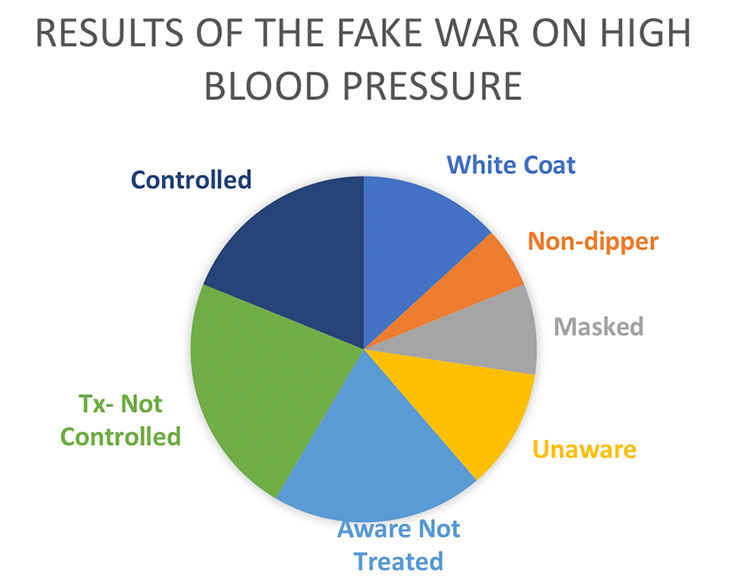 RESULTS OF THE FAKE WAR ON HIGH
BLOOD PRESSURE
White Coat
Controlled
Non-dipper
Masked
Tx- Not
Controlled
Unaware
Aware Not
Treated